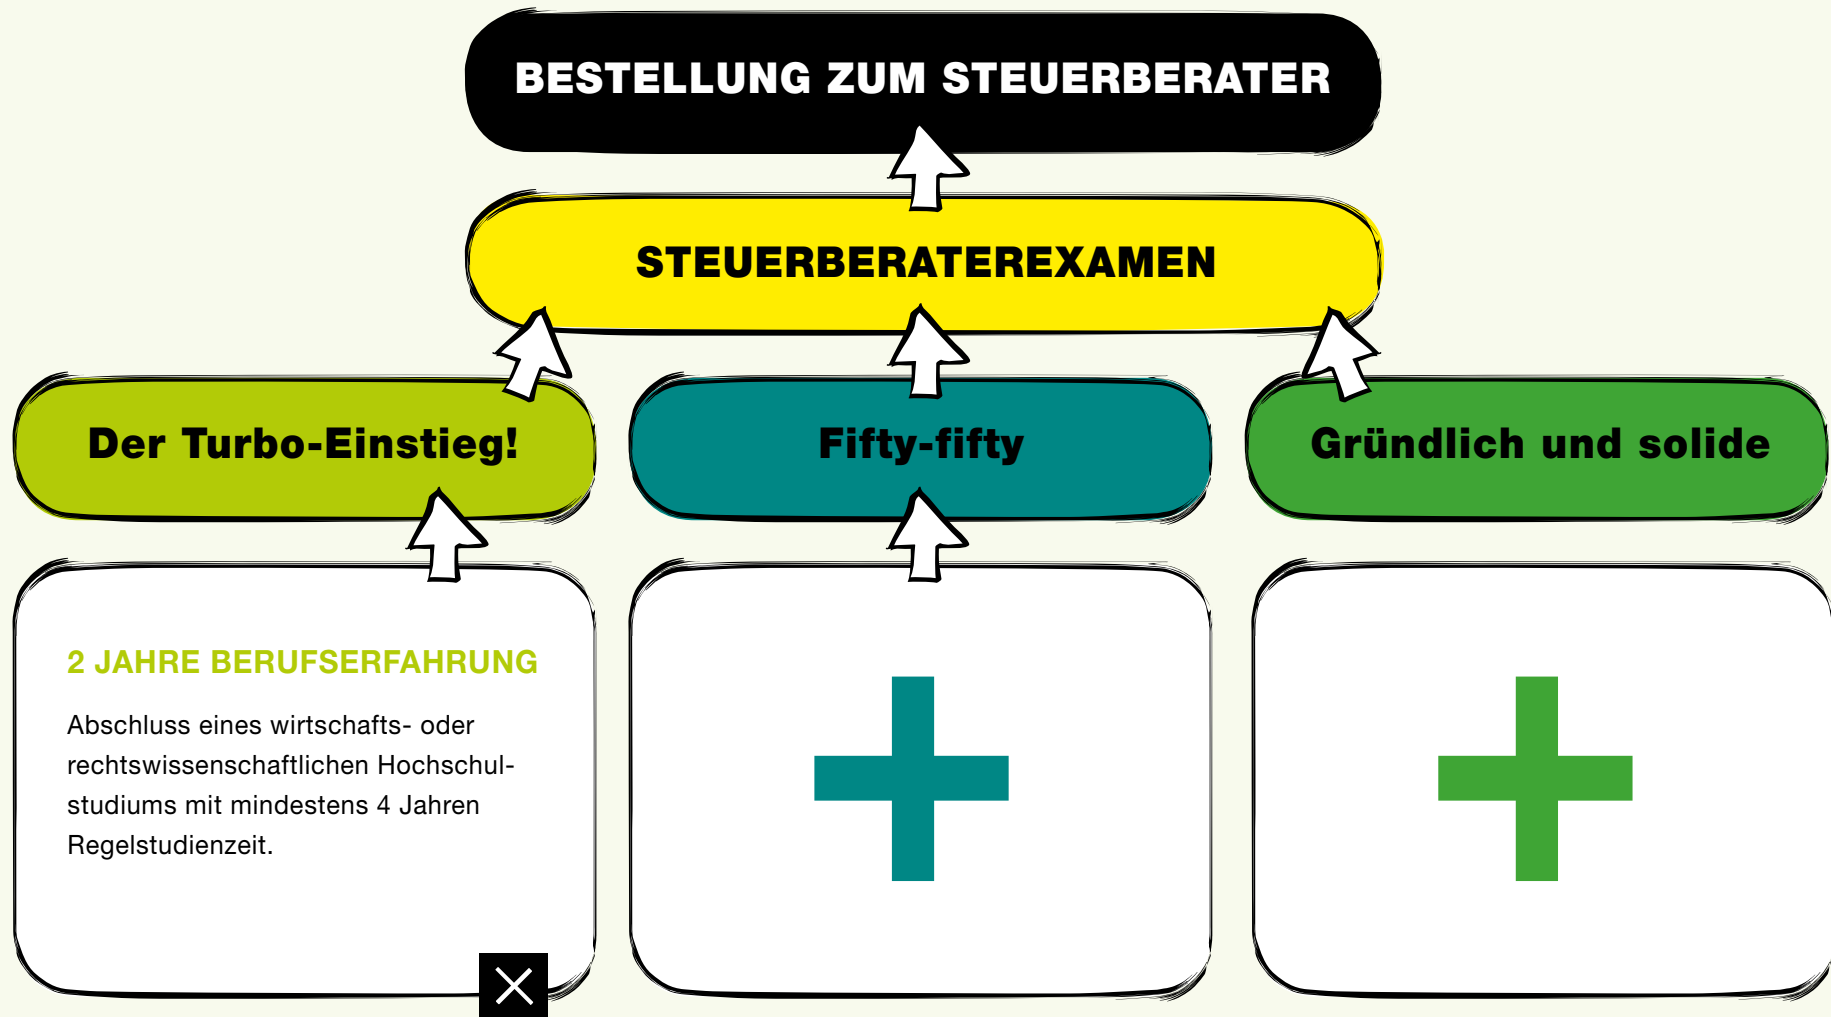 BESTELLUNG ZUM STEUERBERATER
STEUERBERATEREXAMEN
Der Turbo-Einstieg!
Fifty-fifty
Gründlich und solide
2 JAHRE BERUFSERFAHRUNG
Abschluss eines wirtschafts- oder
rechtswissenschaftlichen Hochschul-
studiums mit mindestens 4 Jahren
Regelstudienzeit.